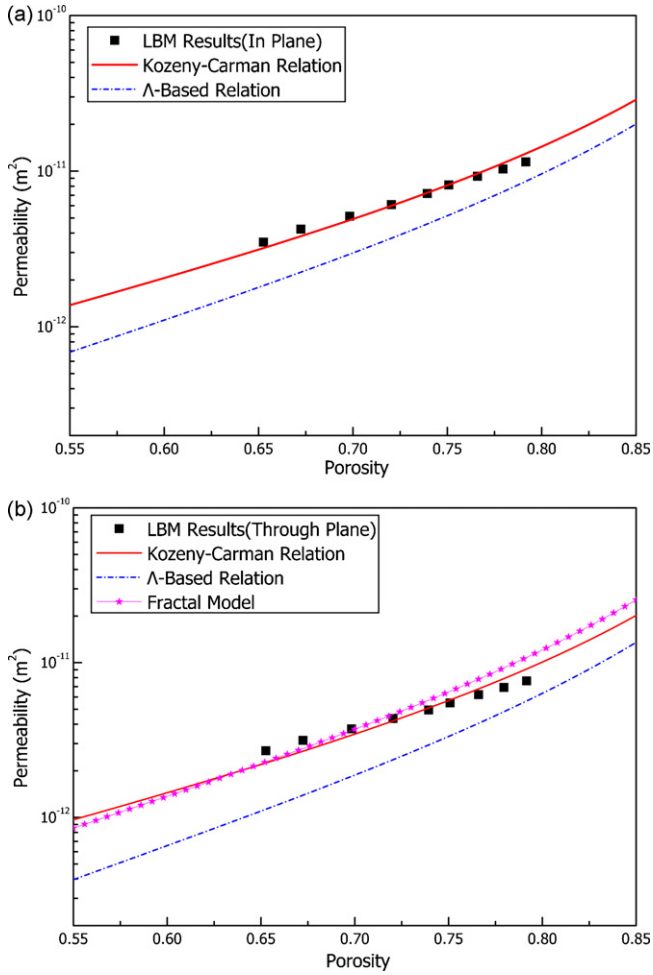 (a)
10^-10
LBM Results(In Plane)
Kozeny-Carman Relation
Λ-Based Relation
10^-11
Permeability (m²)
10^-12
0.55 0.60 0.65 0.70 0.75 0.80 0.85
Porosity
(b)
10^-10
LBM Results(Through Plane)
Kozeny-Carman Relation
Λ-Based Relation
Fractal Model
10^-11
Permeability (m²)
10^-12
0.55 0.60 0.65 0.70 0.75 0.80 0.85
Porosity